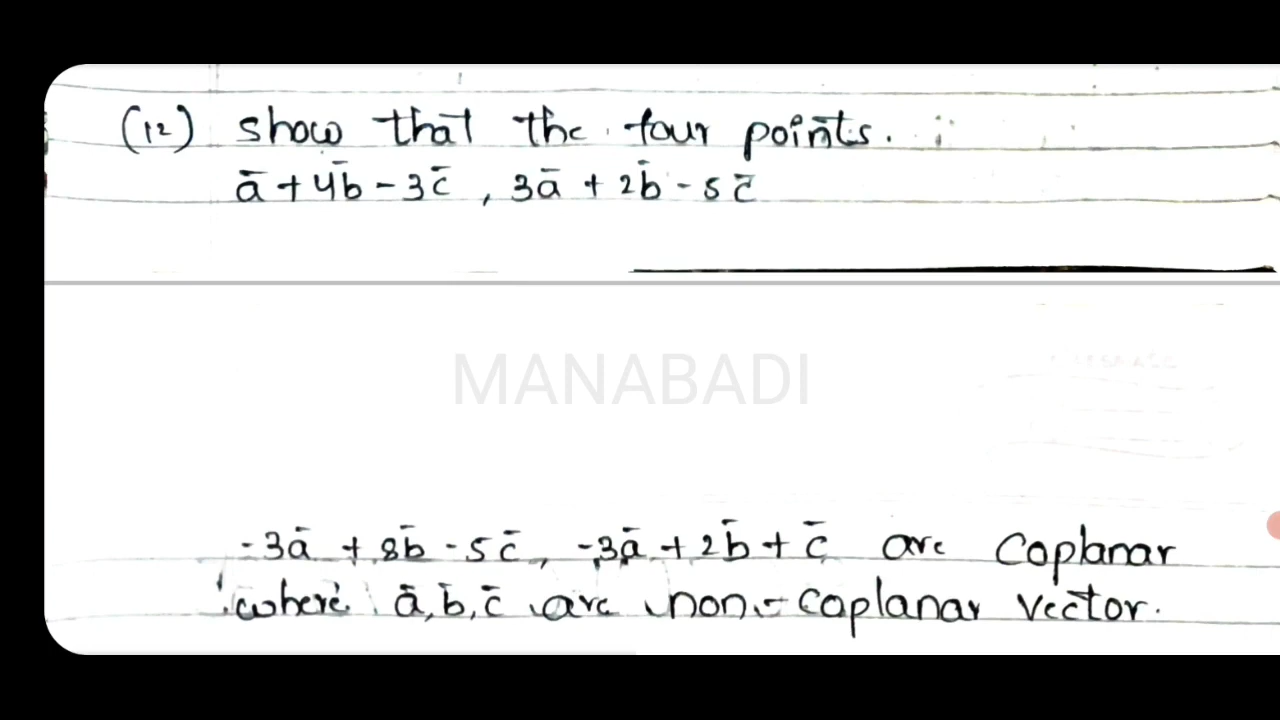 (12) show that the four points.
ā + 4b̄ - 3c̄ , 3ā + 2b̄ - 5c̄
MANABADI
-3ā + 8b̄ - 5c̄, -3ā + 2b̄ + c̄ are coplanar
where ā, b̄, c̄ are non-coplanar vector.